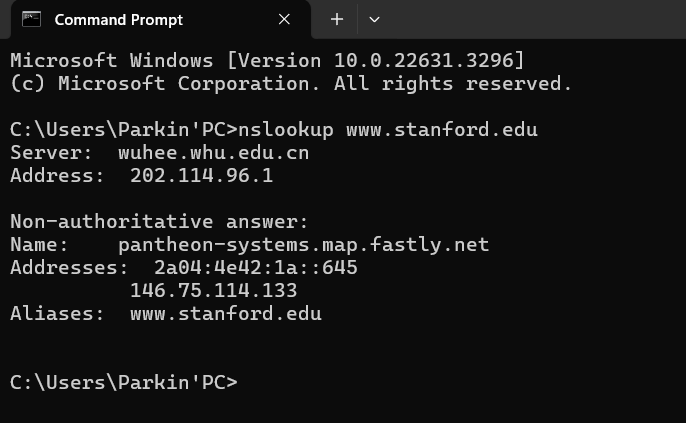 Command Prompt
Microsoft Windows [Version 10.0.22631.3296]
(c) Microsoft Corporation. All rights reserved.
C:\Users\Parkin'PC>nslookup www.stanford.edu
Server:  wuhee.whu.edu.cn
Address:  202.114.96.1
Non-authoritative answer:
Name:    pantheon-systems.map.fastly.net
Addresses:  2a04:4e42:1a::645
          146.75.114.133
Aliases:  www.stanford.edu
C:\Users\Parkin'PC>